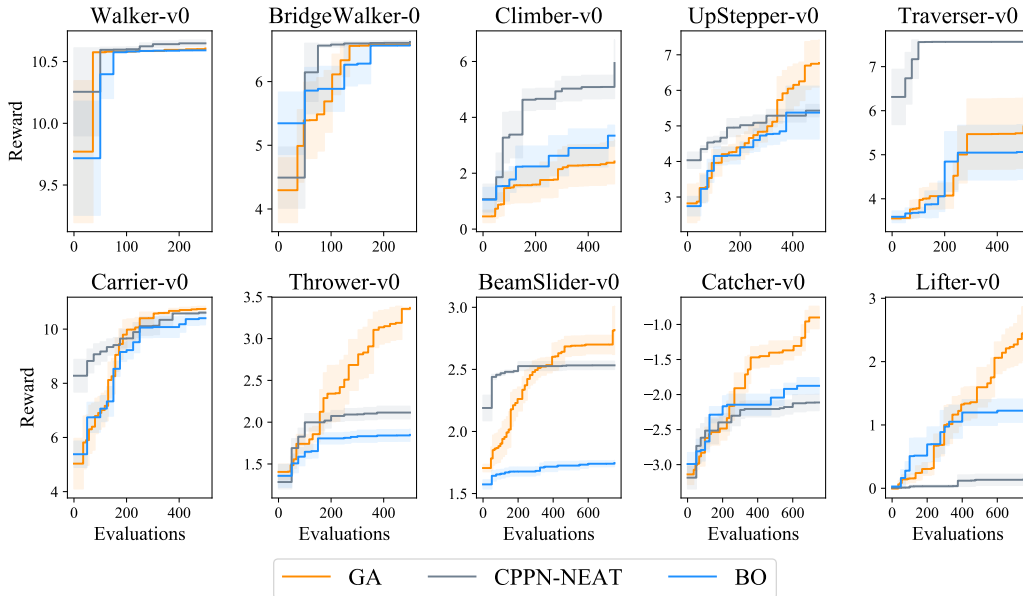 Walker-v0 BridgeWalker-0 Climber-v0 UpStepper-v0 Traverser-v0
Reward
10.5
10.0
9.5
0 100 200
6
5
4
0 100 200
6
4
2
0
0 200 400
7
6
5
4
3
0 200 400
7
6
5
4
0 200 400
Carrier-v0 Thrower-v0 BeamSlider-v0 Catcher-v0 Lifter-v0
Reward
10
8
6
4
0 200 400
3.5
3.0
2.5
2.0
1.5
0 200 400
3.0
2.5
2.0
1.5
0 200 400 600
−1.0
−1.5
−2.0
−2.5
−3.0
0 200 400 600
3
2
1
0
0 200 400 600
Evaluations Evaluations Evaluations Evaluations Evaluations
GA CPPN-NEAT BO